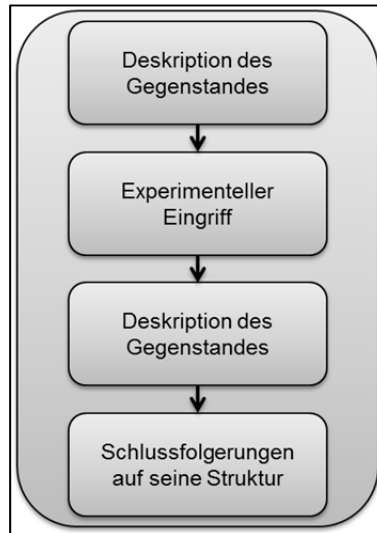 Deskription des
Gegenstandes
Experimenteller
Eingriff
Deskription des
Gegenstandes
Schlussfolgerungen
auf seine Struktur